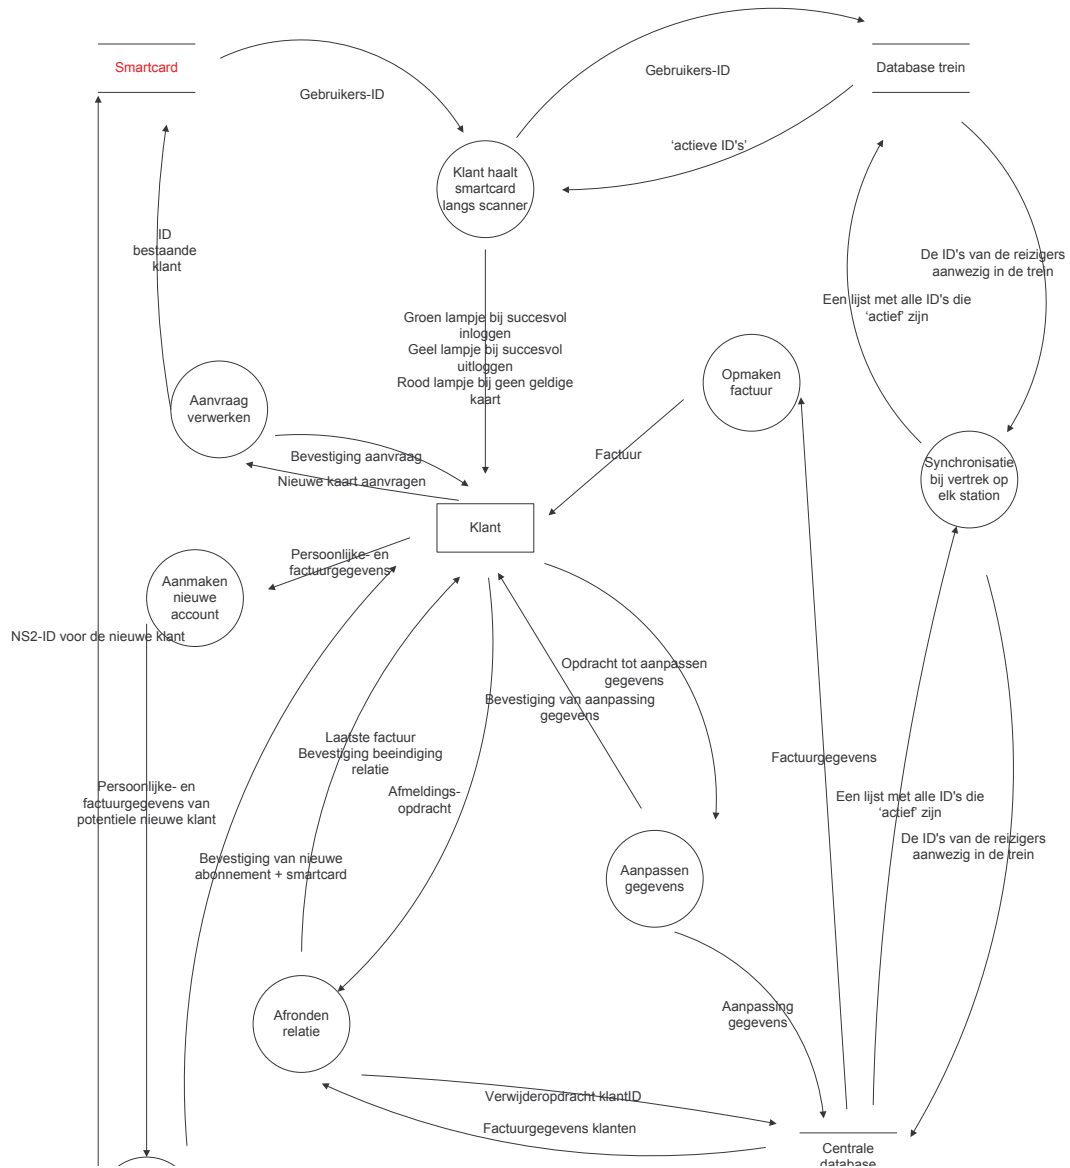 Smartcard
Database trein
Gebruikers-ID
Gebruikers-ID
'actieve ID's'
Klant haalt
smartcard
langs scanner
ID
bestaande
klant
De ID's van de reizigers
aanwezig in de trein
Een lijst met alle ID's die
'actief' zijn
Groen lampje bij succesvol
inloggen
Geel lampje bij succesvol
uitloggen
Rood lampje bij geen geldige
kaart
Opmaken
factuur
Aanvraag
verwerken
Bevestiging aanvraag
Nieuwe kaart aanvragen
Factuur
Synchronisatie
bij vertrek op
elk station
Klant
Persoonlijke- en
factuurgegevens
Aanmaken
nieuwe
account
NS2-ID voor de nieuwe klant
Opdracht tot aanpassen
gegevens
Bevestiging van aanpassing
gegevens
Laatste factuur
Bevestiging beeindiging
relatie
Afmeldings-
opdracht
Factuurgegevens
Persoonlijke- en
factuurgegevens van
potentiele nieuwe klant
Een lijst met alle ID's die
'actief' zijn
De ID's van de reizigers
aanwezig in de trein
Bevestiging van nieuwe
abonnement + smartcard
Aanpassen
gegevens
Afronden
relatie
Aanpassing
gegevens
Verwijderopdracht klantID
Factuurgegevens klanten
Centrale
database